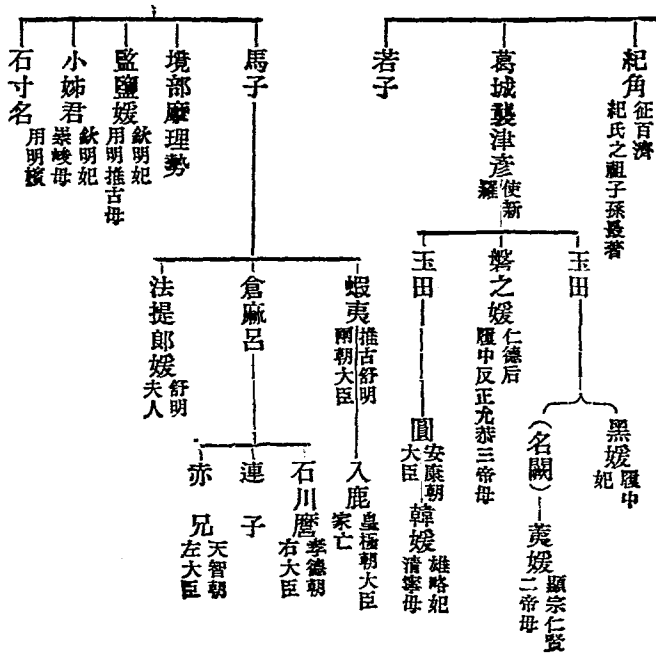 紀角
征百濟
紀氏之祖子孫最著
葛城襲津彥
使新
羅
若子
玉田
黑媛
履中
妃
（名闕）
荑媛
顯宗仁賢
二帝母
磐之媛
仁德后
履中反正允恭三帝母
玉田
圓
安康朝
大臣
韓媛
雄略妃
清寧母
馬子
蝦夷
推古舒明
兩朝大臣
入鹿
皇極朝大臣
家亡
倉麻呂
石川麿
孝德朝
右大臣
連子
赤兄
天智朝
左大臣
法提郎媛
舒明
夫人
境部摩理勢
監鹽媛
欽明妃
用明推古母
小姊君
欽明妃
崇峻母
石寸名
用明嬪